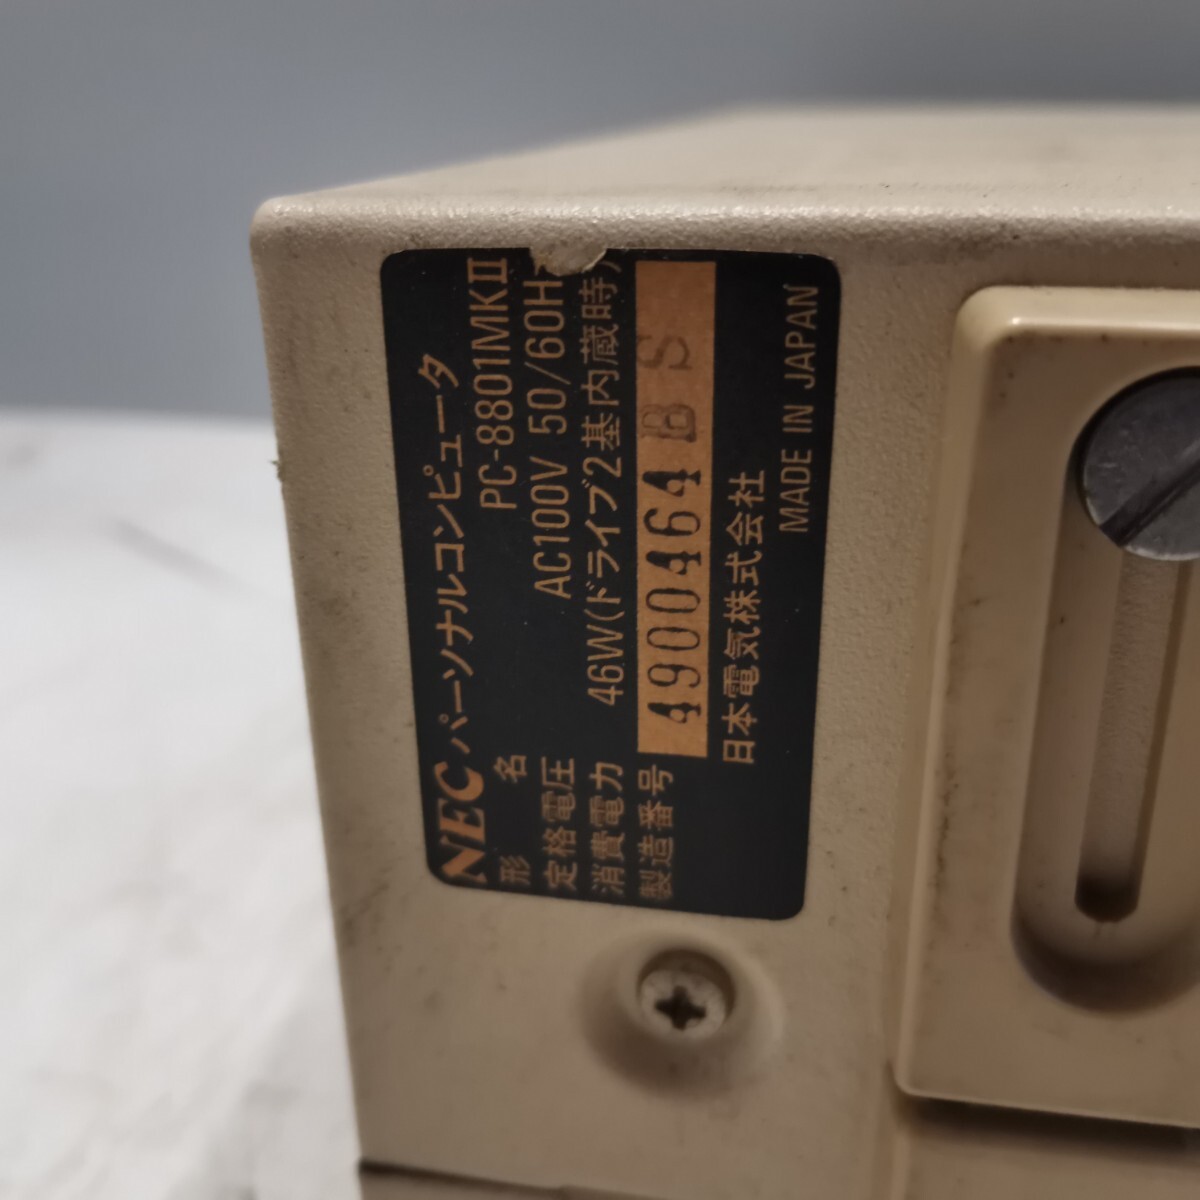 NEC パーソナルコンピュータ
形名 PC-8801MKⅡ
定格電圧 AC100V 50/60H
消費電力 46W(ドライブ2基内蔵時)
製造番号 4900464 B S
日本電気株式会社
MADE IN JAPAN